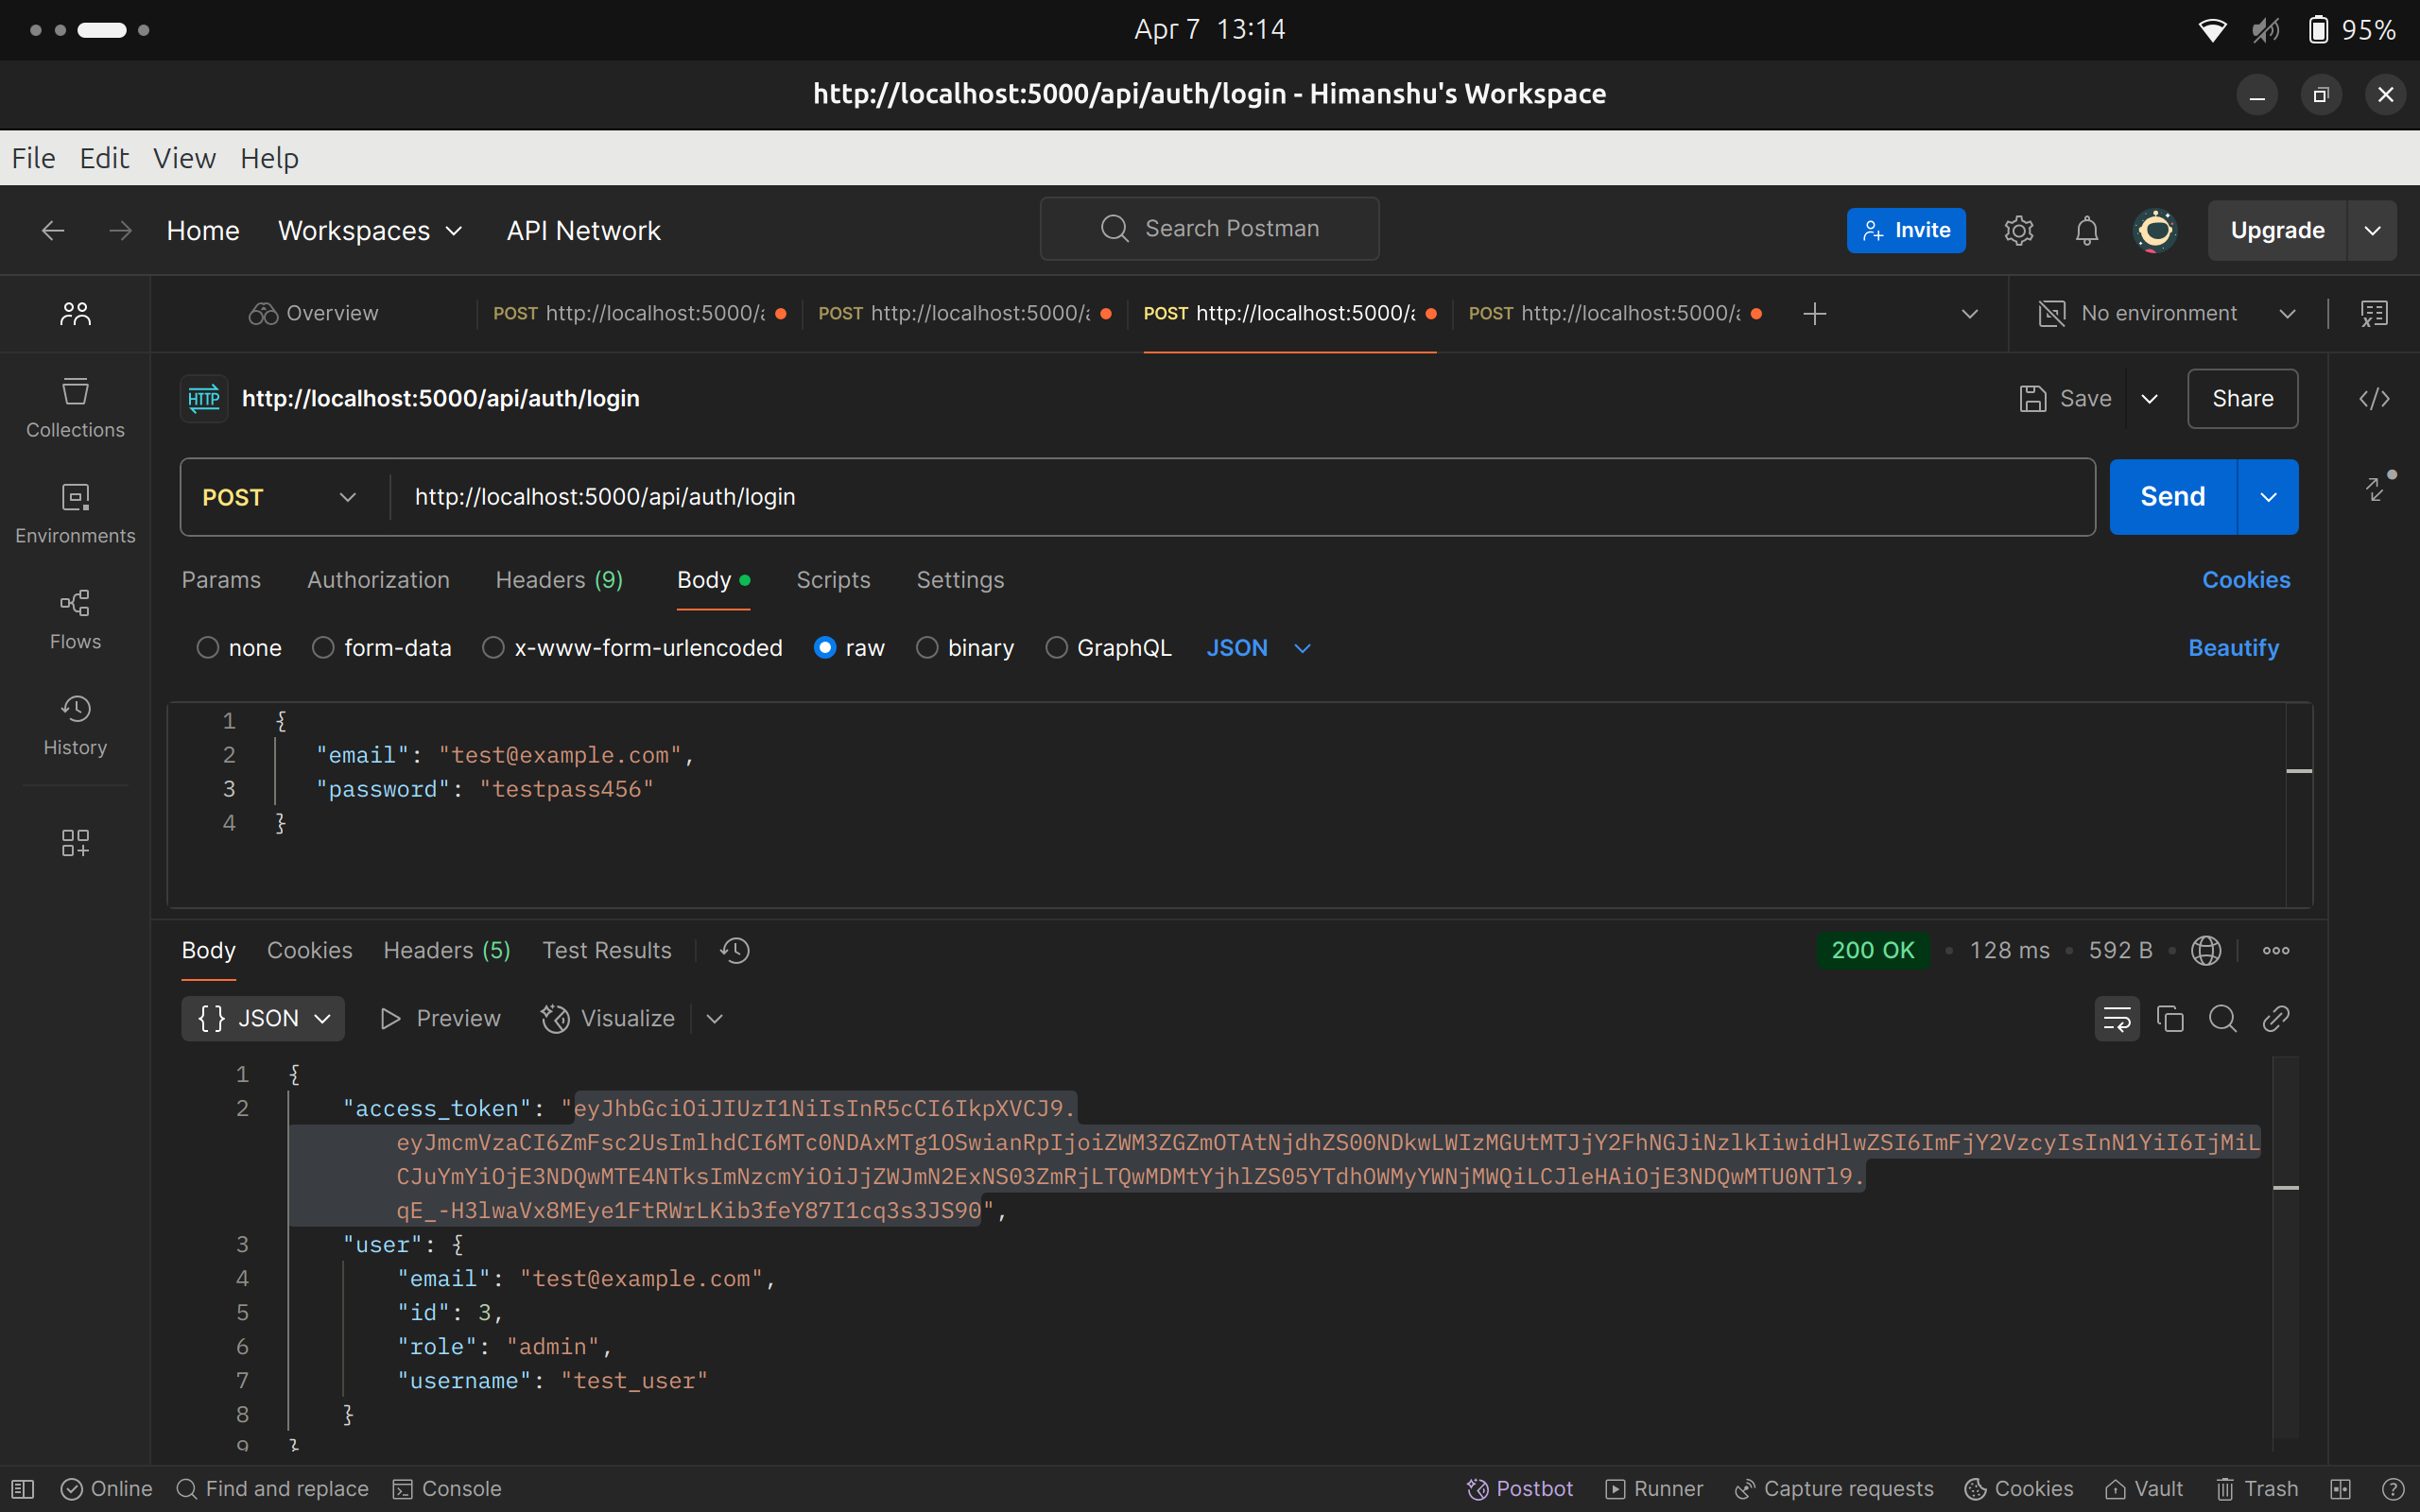 Apr 7 13:14
95%
http://localhost:5000/api/auth/login - Himanshu's Workspace
File Edit View Help
Home Workspaces API Network
Search Postman
Invite
Upgrade
Overview
POST http://localhost:5000/a
POST http://localhost:5000/a
POST http://localhost:5000/a
POST http://localhost:5000/a
No environment
HTTP http://localhost:5000/api/auth/login
Save
Share
Collections
Environments
Flows
History
POST http://localhost:5000/api/auth/login
Send
Params Authorization Headers (9) Body Scripts Settings
Cookies
none form-data x-www-form-urlencoded raw binary GraphQL JSON
Beautify
1 {
2 "email": "test@example.com",
3 "password": "testpass456"
4 }
Body Cookies Headers (5) Test Results
200 OK • 128 ms • 592 B
{} JSON Preview Visualize
1 {
2 "access_token": "eyJhbGciOiJIUzI1NiIsInR5cCI6IkpXVCJ9.
eyJmcmVzaCI6ZmFsc2UsImlhdCI6MTc0NDAxMTg1OSwianRpIjoiZWM3ZGZmOTAtNjdhZS00NDkwLWIzMGUtMTJjY2FhNGJiNzlkIiwidHlwZSI6ImFjY2VzcyIsInN1YiI6IjMiL
CJuYmYiOjE3NDQwMTE4NTksImNzcmYiOiJjZWJmN2ExNS03ZmRjLTQwMDMtYjhlZS05YTdhOWMyYWNjMWQiLCJleHAiOjE3NDQwMTU0NTl9.
qE_-H3lwaVx8MEye1FtRWrLKib3feY87I1cq3s3JS90",
3 "user": {
4 "email": "test@example.com",
5 "id": 3,
6 "role": "admin",
7 "username": "test_user"
8 }
9 }
Online Find and replace Console
Postbot Runner Capture requests Cookies Vault Trash